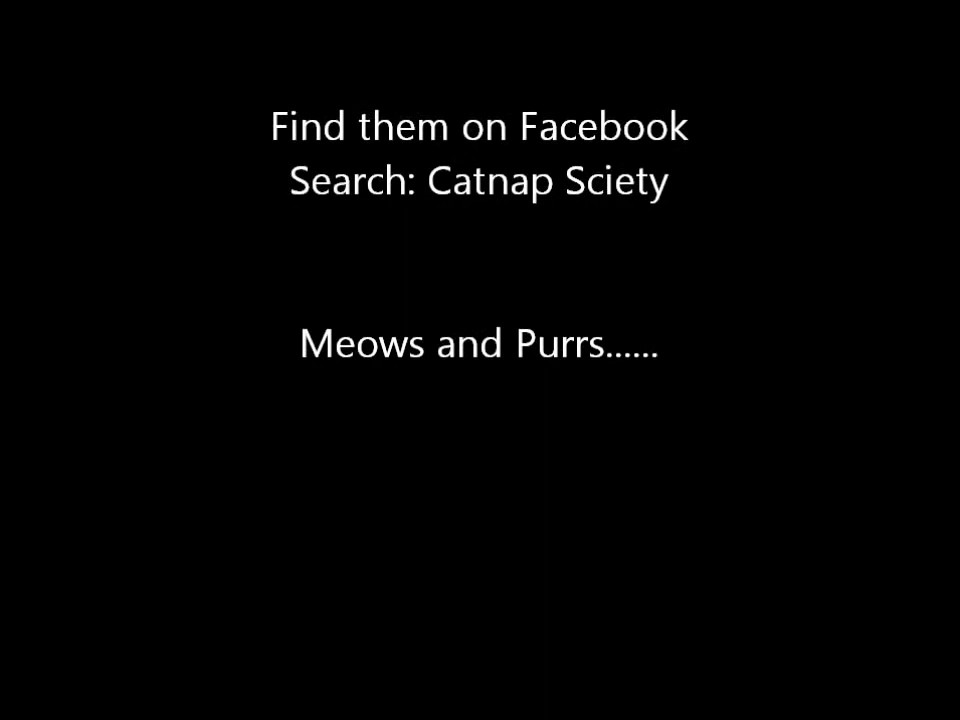 Find them on Facebook
Search: Catnap Sciety
Meows and Purrs......